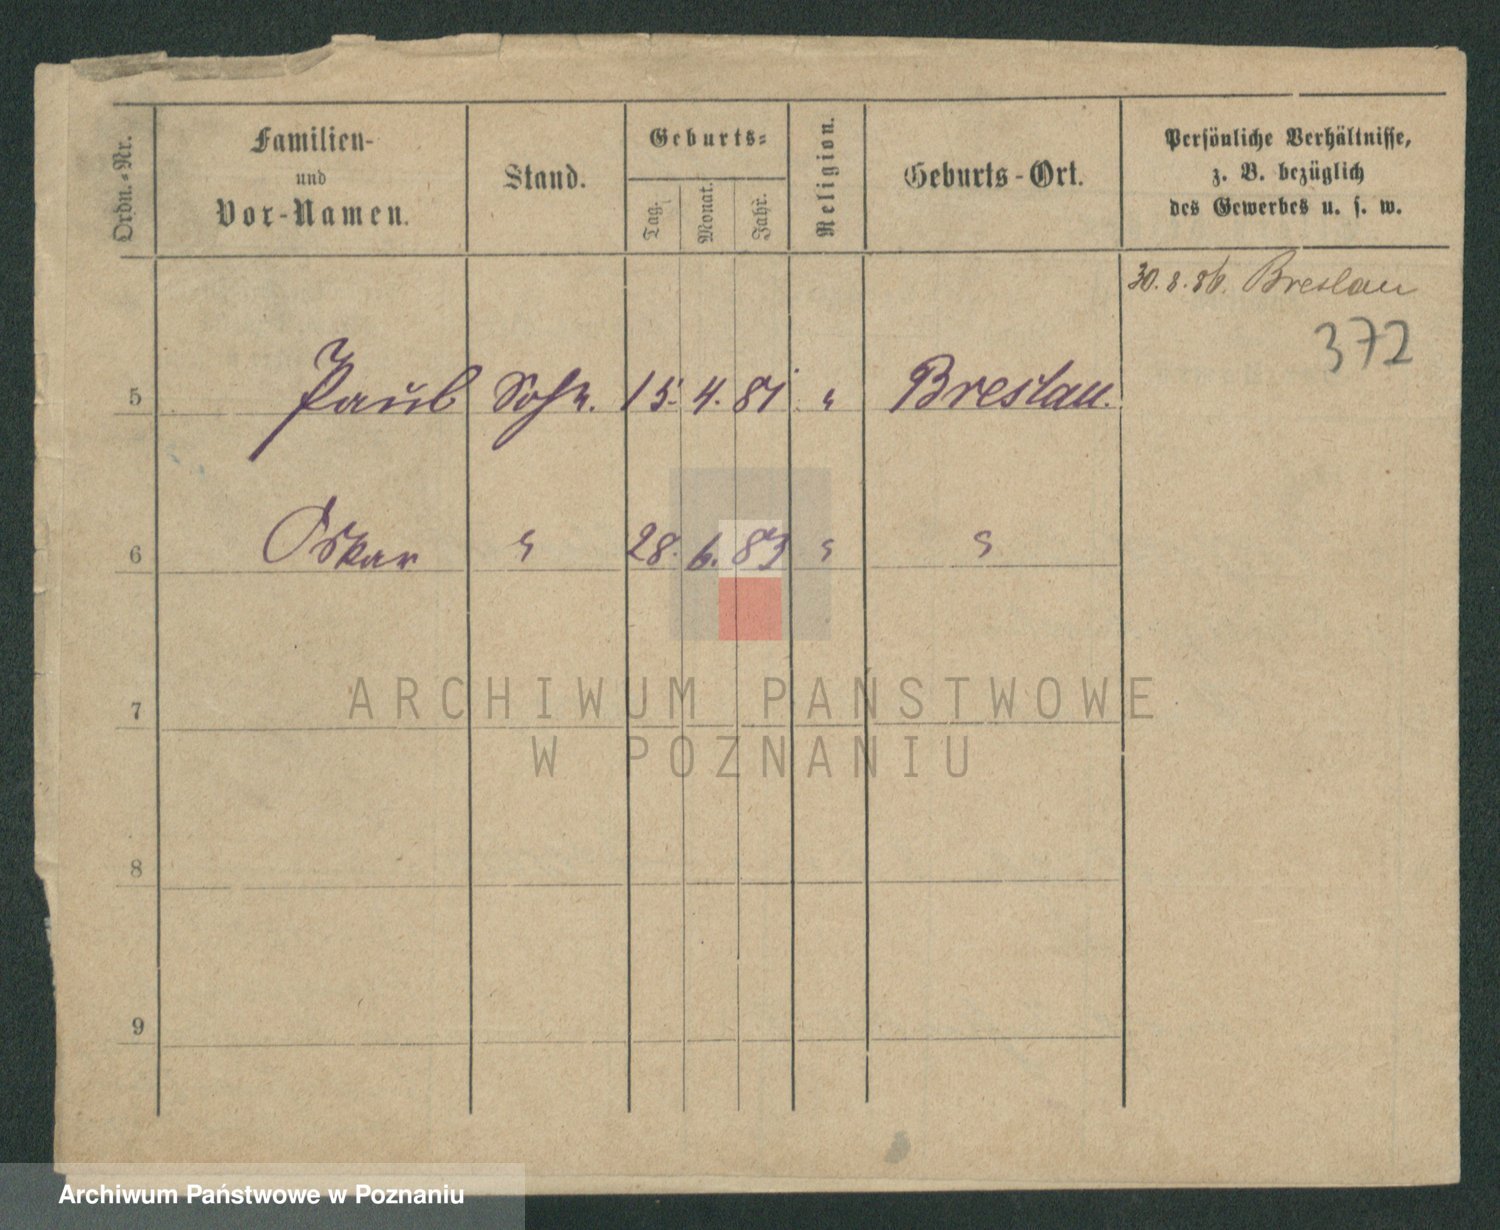 Ordn.-Nr.
Familien-
und
Vor-Namen.
Stand.
Geburts-
Tag.
Monat.
Jahr.
Religion.
Geburts-Ort.
Persönliche Verhältnisse,
z. B. bezüglich
des Gewerbes u. s. w.
30.8.86. Breslau
372
5 Paul Sohn. 15. 4. 81 " Breslau.
6 Oskar " 28. 6. 83 " "
7
8
9
ARCHIWUM PAŃSTWOWE
W POZNANIU
Archiwum Państwowe w Poznaniu